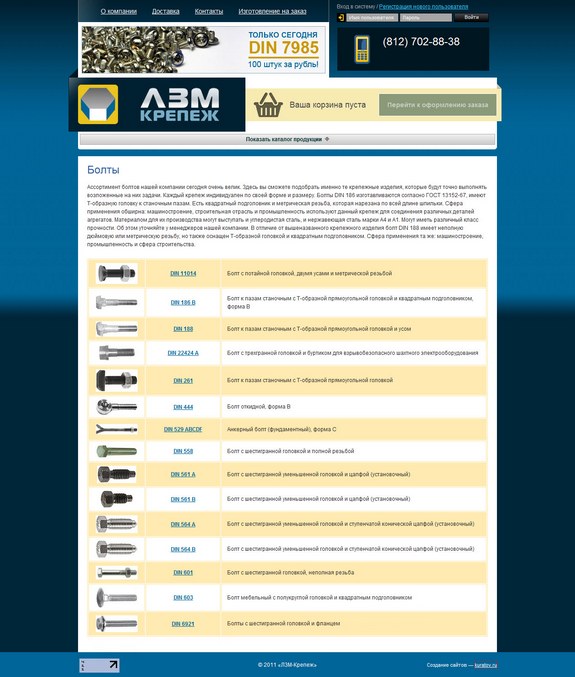 О компании Доставка Контакты Изготовление на заказ
Вход в систему / Регистрация нового пользователя
Имя пользователя Пароль Войти
(812) 702-88-38
ТОЛЬКО СЕГОДНЯ
DIN 7985
100 штук за рубль!
ЛЗМ
КРЕПЕЖ
Ваша корзина пуста
Перейти к оформлению заказа
Показать каталог продукции
Болты
Ассортимент болтов нашей компании сегодня очень велик. Здесь вы сможете подобрать именно те крепежные изделия, которые будут точно выполнять
возложенные на них задачи. Каждый крепеж индивидуален по своей форме и размеру. Болты DIN 186 изготавливаются согласно ГОСТ 13152-67, имеют
Т-образную головку к станочным пазам. Есть квадратный подголовник и метрическая резьба, которая нарезана по всей длине шпильки. Сфера
применения обширна: машиностроение, строительная отрасль и промышленность используют данный крепеж для соединения различных деталей
агрегатов. Материалом для их производства могут выступать и углеродистая сталь, и нержавеющая сталь марки А4 и А1. Могут иметь различный класс
прочности. Об этом уточняйте у менеджеров нашей компании. В отличие от вышеназванного крепежного изделия болт DIN 188 имеет неполную
дюймовую или метрическую резьбу, но также оснащен Т-образной головкой и квадратным подголовником. Сфера применения та же: машиностроение,
промышленность и сфера строительства.
DIN 11014 Болт с потайной головкой, двумя усами и метрической резьбой
DIN 186 B Болт к пазам станочным с Т-образной прямоугольной головкой и квадратным подголовником,
форма B
DIN 188 Болт к пазам станочным с Т-образной прямоугольной головкой и усом
DIN 22424 A Болт с трехгранной головкой и буртиком для взрывобезопасного шахтного электрооборудования
DIN 261 Болт к пазам станочным с Т-образной прямоугольной головкой
DIN 444 Болт откидной, форма B
DIN 529 ABCDF Анкерный болт (фундаментный), форма C
DIN 558 Болт с шестигранной головкой и полной резьбой
DIN 561 A Болт с шестигранной уменьшенной головкой и цапфой (установочный)
DIN 561 B Болт с шестигранной уменьшенной головкой и цапфой (установочный)
DIN 564 A Болт с шестигранной уменьшенной головкой и ступенчатой конической цапфой (установочный)
DIN 564 B Болт с шестигранной уменьшенной головкой и ступенчатой конической цапфой (установочный)
DIN 601 Болт с шестигранной головкой, неполная резьба
DIN 603 Болт мебельный с полукруглой головкой и квадратным подголовником
DIN 6921 Болты с шестигранной головкой и фланцем
© 2011 «ЛЗМ-Крепеж»